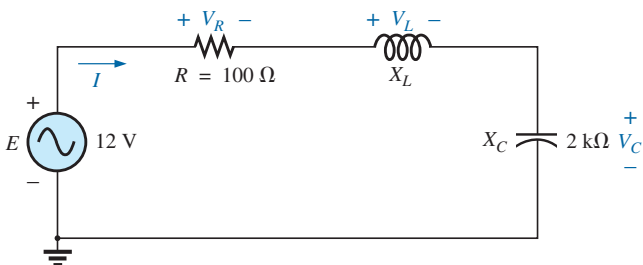 + V_R −
+ V_L −
I
R = 100 Ω
X_L
+
E
12 V
−
X_C
2 kΩ
+
V_C
−